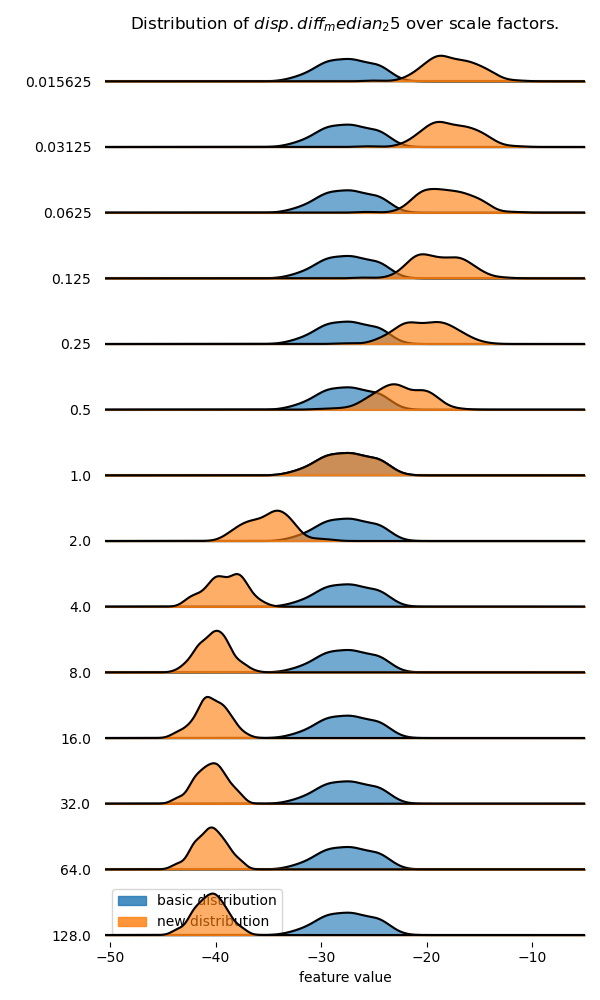 Distribution of disp.diffₘedian₂5 over scale factors.
0.015625
0.03125
0.0625
0.125
0.25
0.5
1.0
2.0
4.0
8.0
16.0
32.0
64.0
128.0
basic distribution
new distribution
−50 −40 −30 −20 −10
feature value